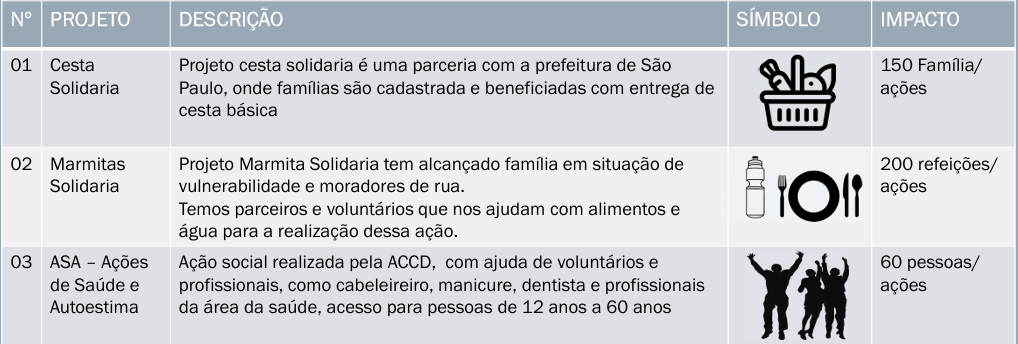 Nº PROJETO DESCRIÇÃO SÍMBOLO IMPACTO
01 Cesta Solidaria
Projeto cesta solidaria é uma parceria com a prefeitura de São
Paulo, onde famílias são cadastrada e beneficiadas com entrega de
cesta básica
150 Família/
ações
02 Marmitas
Solidaria
Projeto Marmita Solidaria tem alcançado família em situação de
vulnerabilidade e moradores de rua.
Temos parceiros e voluntários que nos ajudam com alimentos e
água para a realização dessa ação.
200 refeições/
ações
03 ASA – Ações
de Saúde e
Autoestima
Ação social realizada pela ACCD,  com ajuda de voluntários e
profissionais, como cabeleireiro, manicure, dentista e profissionais
da área da saúde, acesso para pessoas de 12 anos a 60 anos
60 pessoas/
ações